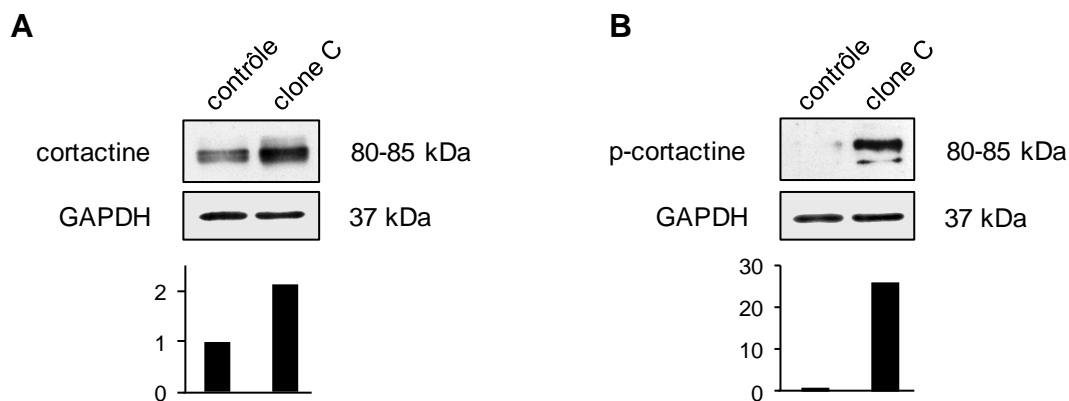 A
contrôle
clone C
cortactine
80-85 kDa
GAPDH
37 kDa
2
1
0
B
contrôle
clone C
p-cortactine
80-85 kDa
GAPDH
37 kDa
30
20
10
0